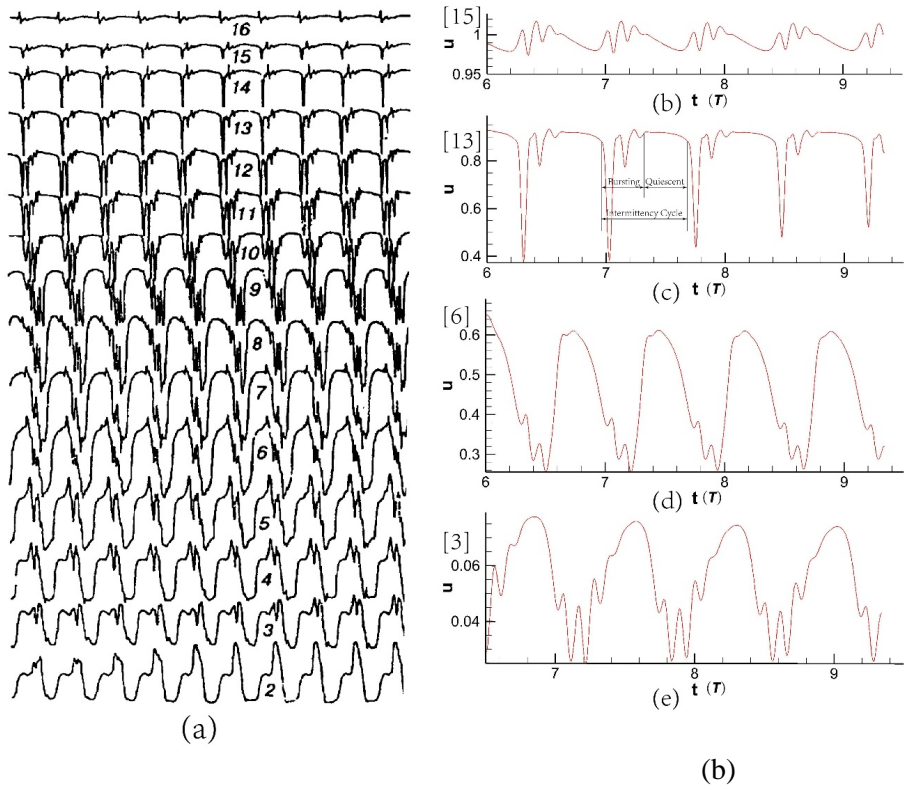 16
15
14
13
12
11
10
9
8
7
6
5
4
3
2
(a)
[15]
u
1
0.95
6 7 8 9
(b) t (T)
[13]
u
0.8
0.6
0.4
Bursting Quiescent
Intermittency Cycle
6 7 8 9
(c) t (T)
[6]
u
0.6
0.5
0.4
0.3
6 7 8 9
(d) t (T)
[3]
u
0.06
0.04
7 8 9
(e) t (T)
(b)